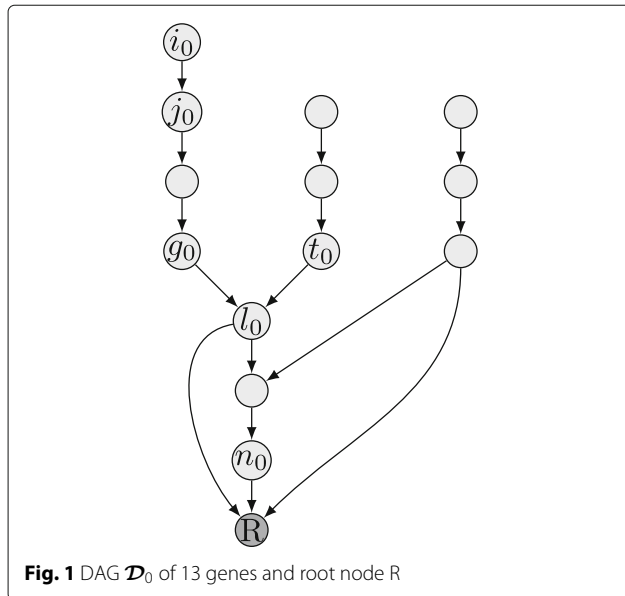 i₀
j₀
g₀
t₀
l₀
n₀
R
Fig. 1 DAG 𝓓₀ of 13 genes and root node R